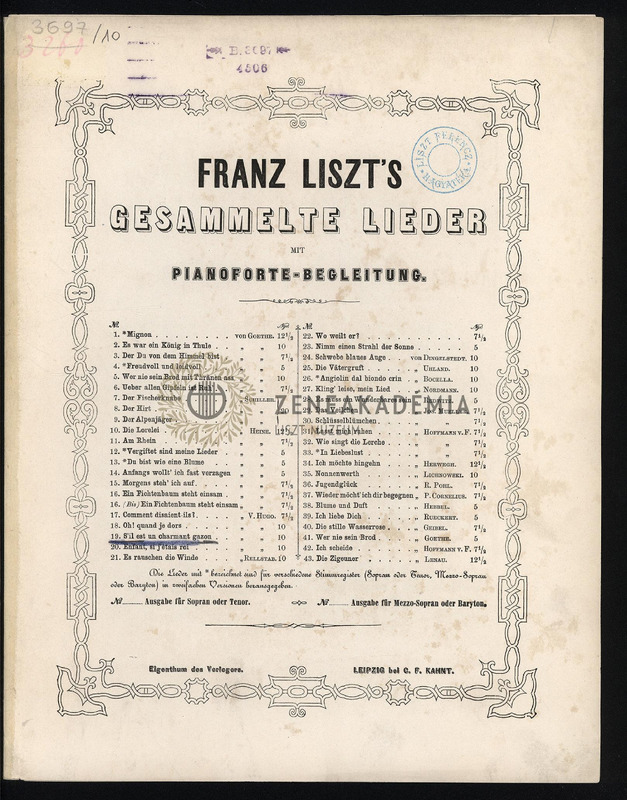 3697/10
B.3697
4506
LISZT FERENCZ
HAGYATÉK
FRANZ LISZT'S
GESAMMELTE LIEDER
MIT
PIANOFORTE-BEGLEITUNG.
№
1. *Mignon von GOETHE. 12½
2. Es war ein König in Thule „ „ 10
3. Der Du von dem Himmel bist „ „ 7½
4. *Freudvoll und leidvoll „ „ 5
5. Wer nie sein Brod mit Thränen ass „ „ 10
6. Ueber allen Gipfeln ist Ruh' „ „ 7½
7. Der Fischerknabe
8. Der Hirt 20
9. Der Alpenjäger
10. Die Lorelei HEINE. 12½
11. Am Rhein „ 7½
12. *Vergiftet sind meine Lieder „ 5
13. *Du bist wie eine Blume „ 5
14. Anfangs wollt' ich fast verzagen „ 5
15. Morgens steh' ich auf „ 7½
16. Ein Fichtenbaum steht einsam „ 7½
16. (Bis) Ein Fichtenbaum steht einsam „ 7½
17. Comment disaient-ils? „ V. HUGO. 7½
18. Oh! quand je dors „ 10
19. S'il est un charmant gazon „ 10
20. Enfant, si j'étais roi „ 10
21. Es rauschen die Winde „ RELLSTAB. 10
№
22. Wo weilt er? 7½
23. Nimm einen Strahl der Sonne „ 5
24. Schwebe blaues Auge von DINGELSTEDT. 10
25. Die Vätergruft „ UHLAND. 10
26. *Angiolin dal biondo crin „ BOCELLA. 10
27. Kling' leise, mein Lied „ NORDMANN. 10
28. Es muss ein Wunderbares sein
29. Das Veilchen
30. Schlüsselblümchen 7½
31. Lasst mich ruhen „ HOFFMANN v. F. 7½
32. Wie singt die Lerche „ „ 7½
33. *In Liebeslust „ „ 7½
34. Ich möchte hingehn „ HERWEGH. 12½
35. Nonnenwerth „ LICHNOWSKI. 10
36. Jugendglück „ R. POHL. 7½
37. Wieder möcht' ich dir begegnen „ P. CORNELIUS. 7½
38. Blume und Duft „ HEBBEL. 5
39. Ich liebe Dich „ RUECKERT. 5
40. Die stille Wasserrose „ GEIBEL. 7½
41. Wer nie sein Brod „ GOETHE. 5
42. Ich scheide „ HOFFMANN v. F. 7½
43. Die Zigeuner „ LENAU. 12½
ZENEAKADÉMIA
LISZT MÚZEUM
Die Lieder mit * bezeichnet sind für verschiedene Stimmregister (Sopran oder Tenor, Mezzo-Sopran
oder Baryton) in zweifachen Versionen herausgegeben.
№ Ausgabe für Sopran oder Tenor.
№ Ausgabe für Mezzo-Sopran oder Baryton.
Eigenthum des Verlegers.
LEIPZIG bei C. F. KAHNT.